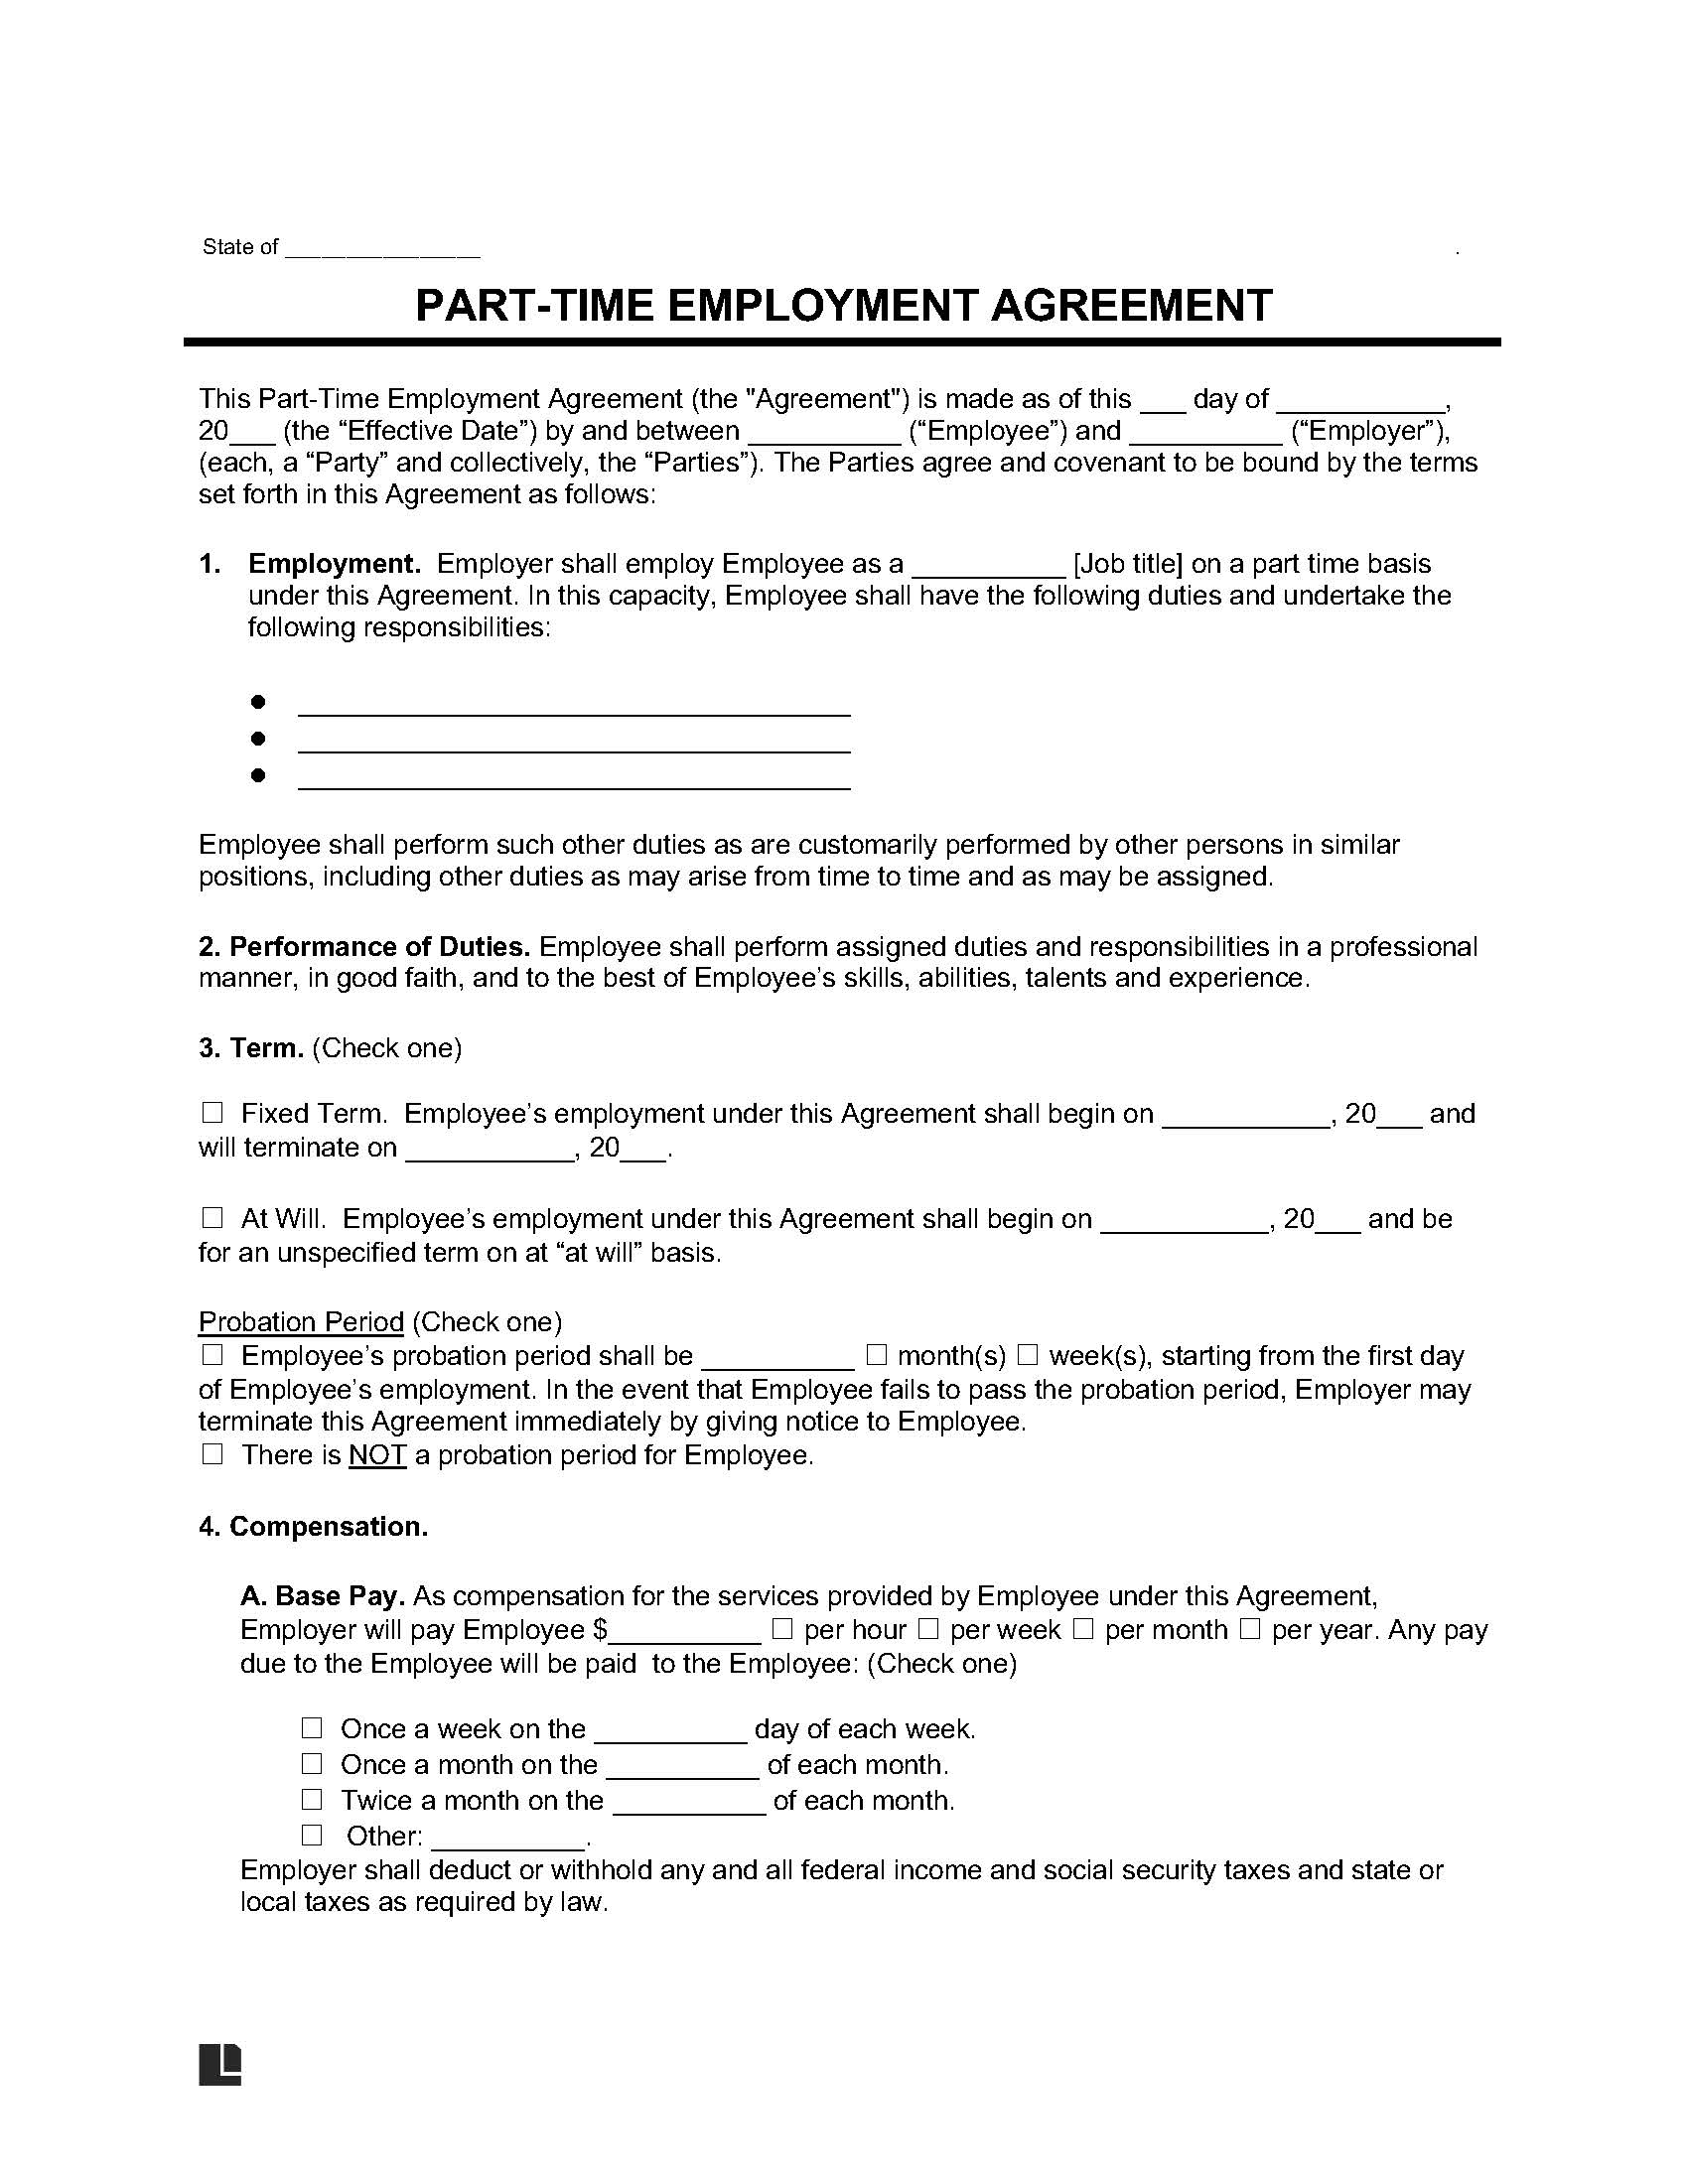 State of ________________ .
PART-TIME EMPLOYMENT AGREEMENT
This Part-Time Employment Agreement (the "Agreement") is made as of this ___ day of ___________,
20___ (the “Effective Date”) by and between __________ (“Employee”) and __________ (“Employer”),
(each, a “Party” and collectively, the “Parties”). The Parties agree and covenant to be bound by the terms
set forth in this Agreement as follows:
1. Employment. Employer shall employ Employee as a __________ [Job title] on a part time basis
under this Agreement. In this capacity, Employee shall have the following duties and undertake the
following responsibilities:
● ____________________________________
● ____________________________________
● ____________________________________
Employee shall perform such other duties as are customarily performed by other persons in similar
positions, including other duties as may arise from time to time and as may be assigned.
2. Performance of Duties. Employee shall perform assigned duties and responsibilities in a professional
manner, in good faith, and to the best of Employee’s skills, abilities, talents and experience.
3. Term. (Check one)
☐ Fixed Term. Employee’s employment under this Agreement shall begin on ___________, 20___ and
will terminate on ___________, 20___.
☐ At Will. Employee’s employment under this Agreement shall begin on ___________, 20___ and be
for an unspecified term on at “at will” basis.
Probation Period (Check one)
☐ Employee’s probation period shall be __________ ☐ month(s) ☐ week(s), starting from the first day
of Employee’s employment. In the event that Employee fails to pass the probation period, Employer may
terminate this Agreement immediately by giving notice to Employee.
☐ There is NOT a probation period for Employee.
4. Compensation.
A. Base Pay. As compensation for the services provided by Employee under this Agreement,
Employer will pay Employee $__________ ☐ per hour ☐ per week ☐ per month ☐ per year. Any pay
due to the Employee will be paid to the Employee: (Check one)
☐ Once a week on the __________ day of each week.
☐ Once a month on the __________ of each month.
☐ Twice a month on the __________ of each month.
☐ Other: __________.
Employer shall deduct or withhold any and all federal income and social security taxes and state or
local taxes as required by law.